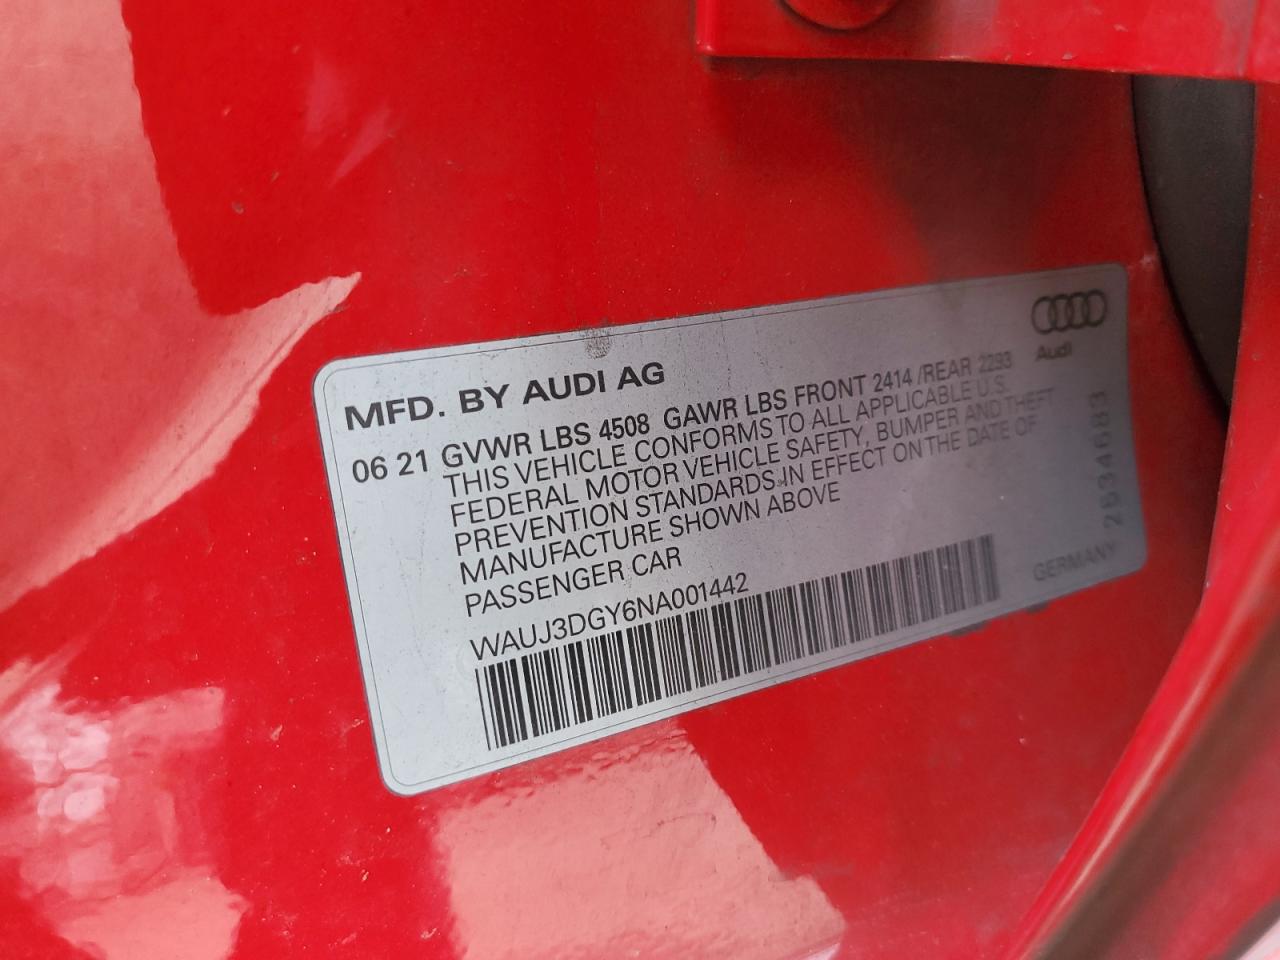 Audi
MFD. BY AUDI AG
06 21 GVWR LBS 4508 GAWR LBS FRONT 2414 /REAR 2293
THIS VEHICLE CONFORMS TO ALL APPLICABLE U.S.
FEDERAL MOTOR VEHICLE SAFETY, BUMPER AND THEFT
PREVENTION STANDARDS IN EFFECT ON THE DATE OF
MANUFACTURE SHOWN ABOVE
PASSENGER CAR
WAUJ3DGY6NA001442
GERMANY
2534683